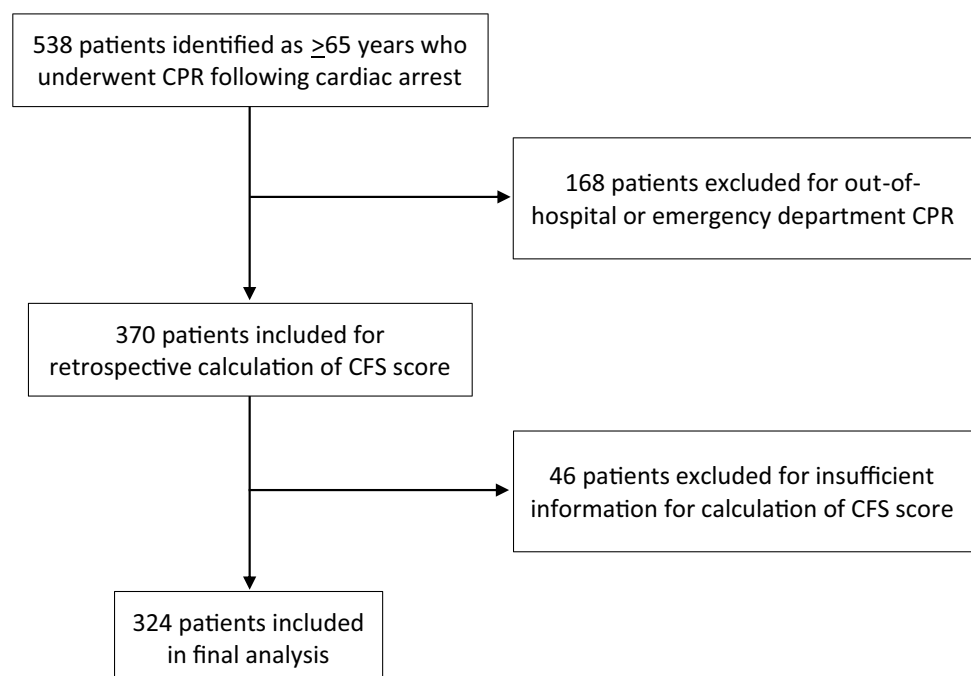 538 patients identified as ≥65 years who
underwent CPR following cardiac arrest
168 patients excluded for out-of-
hospital or emergency department CPR
370 patients included for
retrospective calculation of CFS score
46 patients excluded for insufficient
information for calculation of CFS score
324 patients included
in final analysis